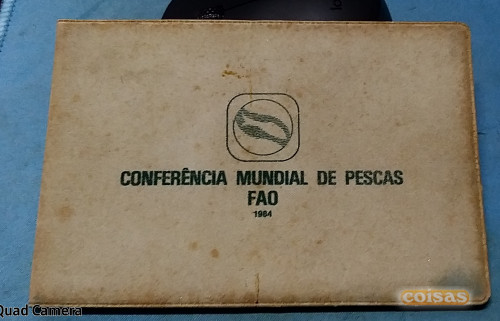 CONFERÊNCIA MUNDIAL DE PESCAS
FAO
1984
coisas
Quad Camera